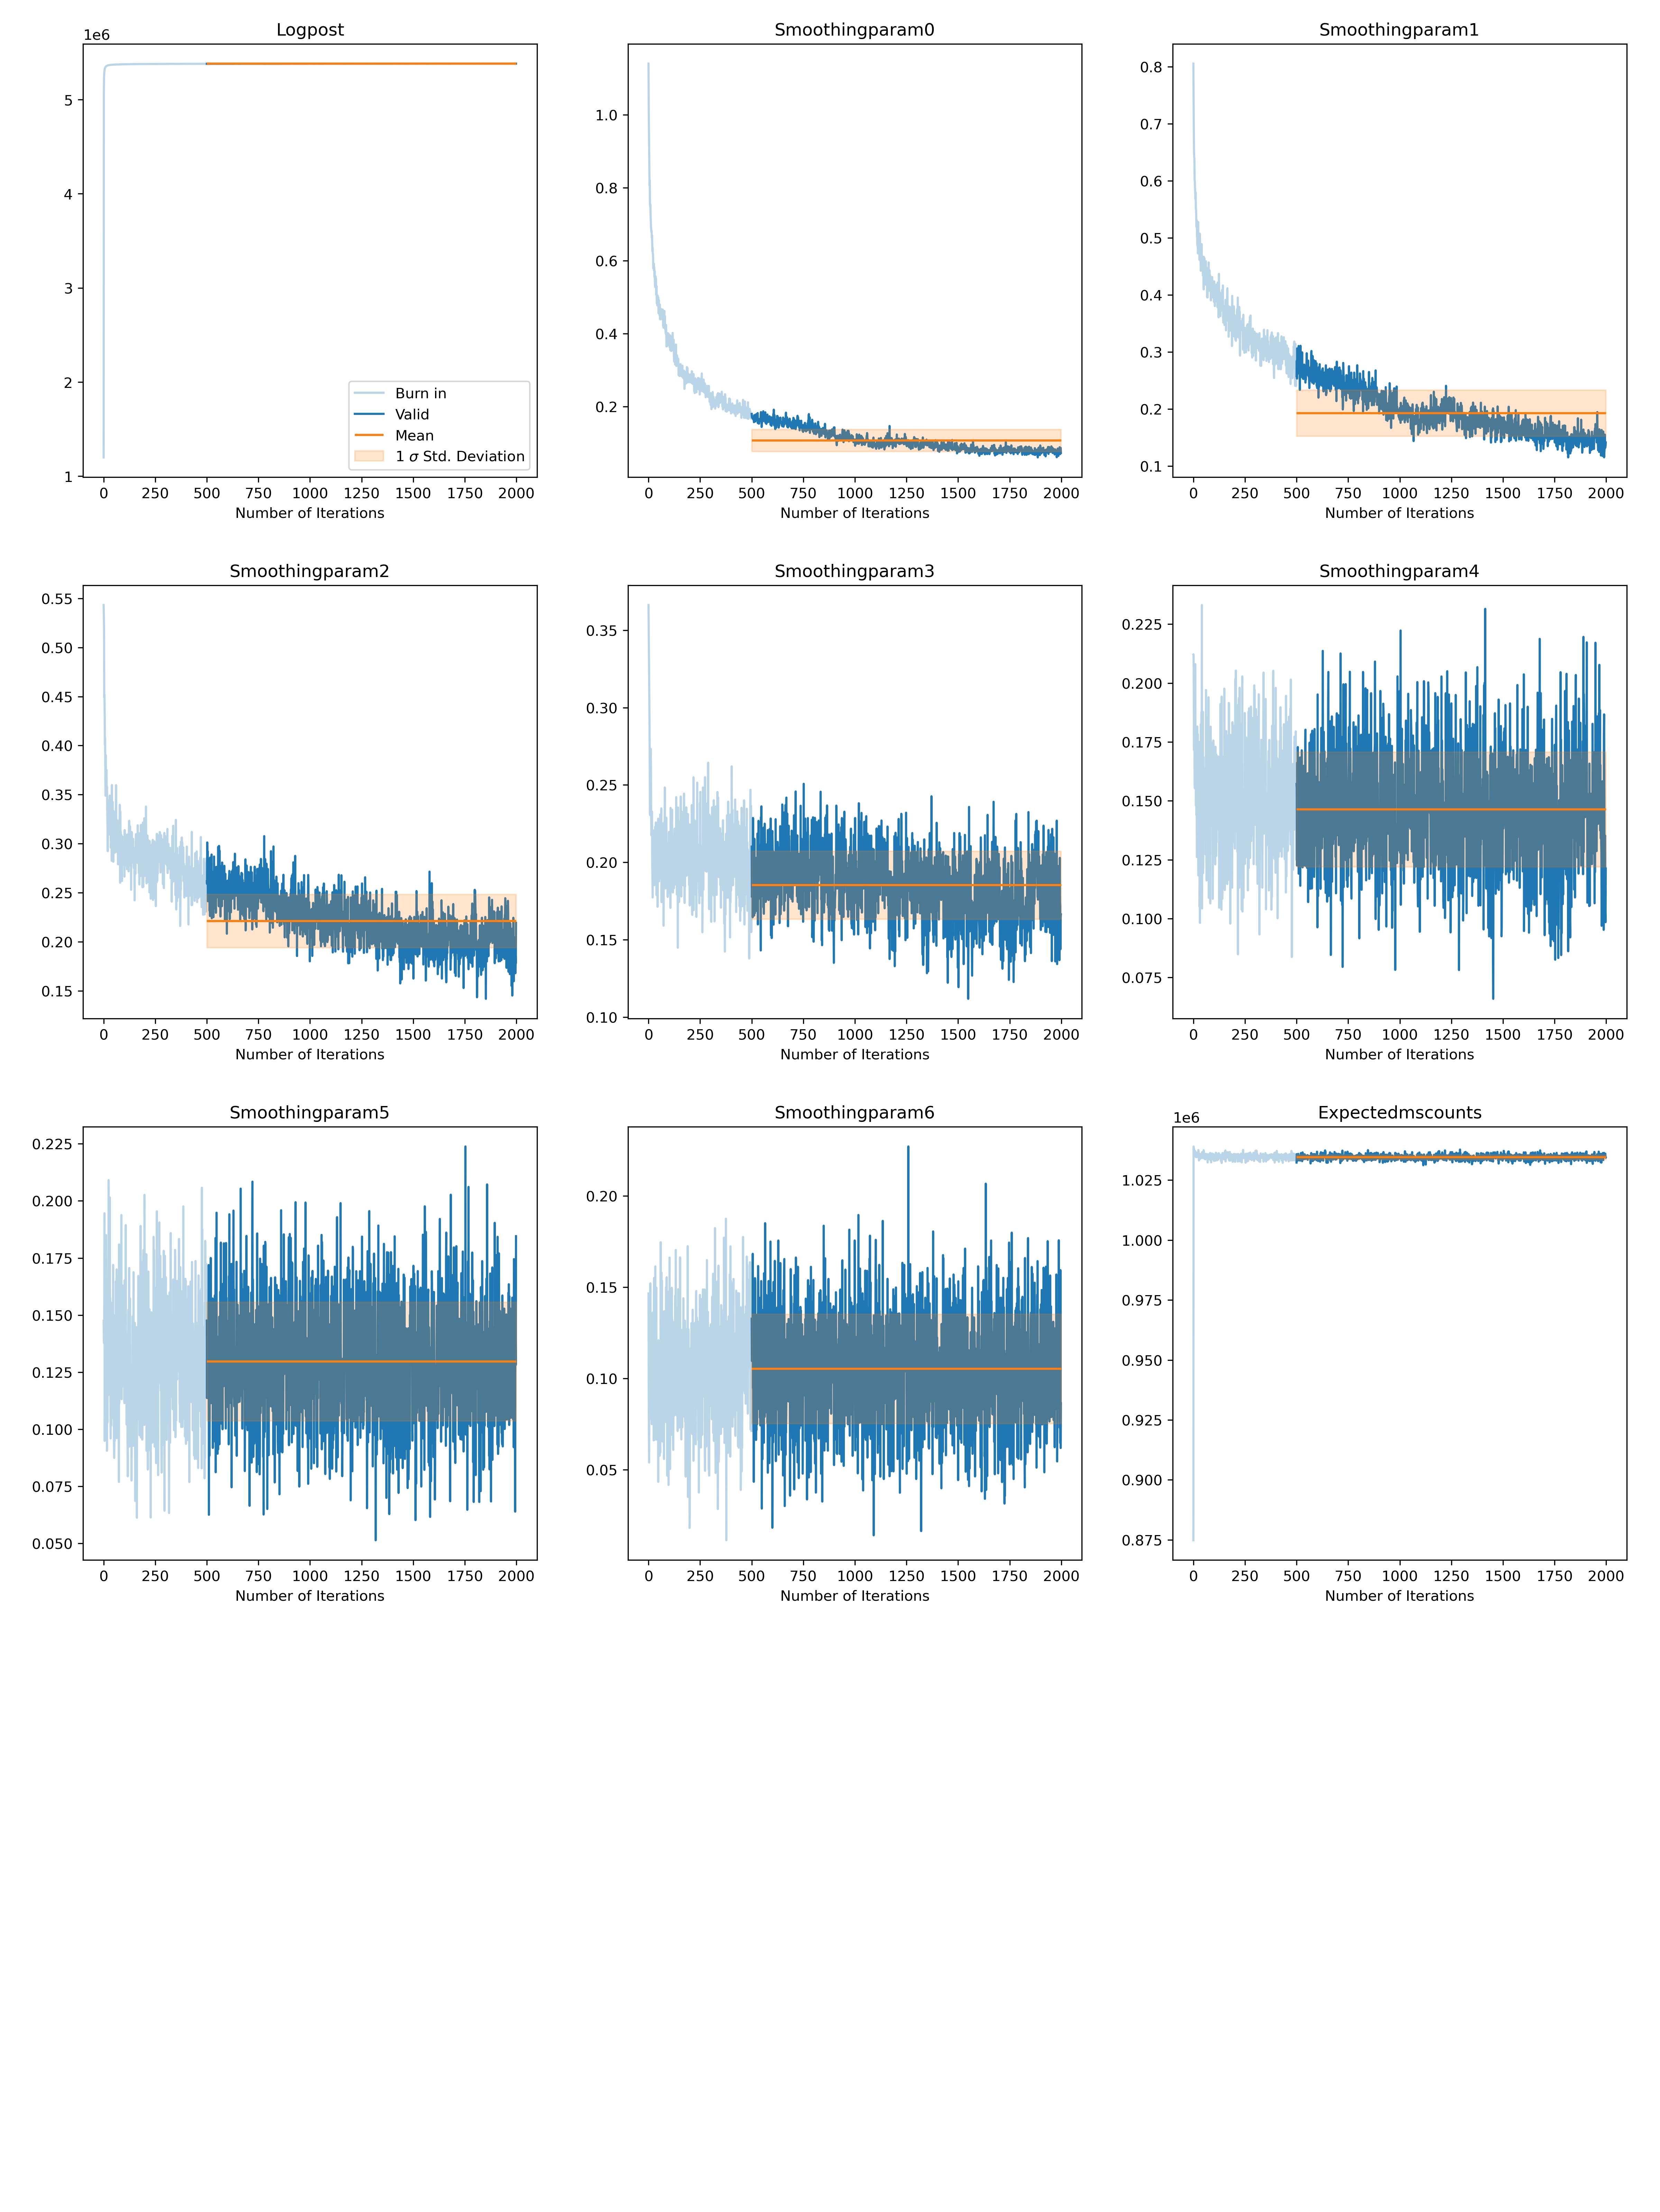 Logpost
1e6
5
4
3
2
1
0 250 500 750 1000 1250 1500 1750 2000
Number of Iterations
Burn in
Valid
Mean
1 σ Std. Deviation
Smoothingparam0
1.0
0.8
0.6
0.4
0.2
0 250 500 750 1000 1250 1500 1750 2000
Number of Iterations
Smoothingparam1
0.8
0.7
0.6
0.5
0.4
0.3
0.2
0.1
0 250 500 750 1000 1250 1500 1750 2000
Number of Iterations
Smoothingparam2
0.55
0.50
0.45
0.40
0.35
0.30
0.25
0.20
0.15
0 250 500 750 1000 1250 1500 1750 2000
Number of Iterations
Smoothingparam3
0.35
0.30
0.25
0.20
0.15
0.10
0 250 500 750 1000 1250 1500 1750 2000
Number of Iterations
Smoothingparam4
0.225
0.200
0.175
0.150
0.125
0.100
0.075
0 250 500 750 1000 1250 1500 1750 2000
Number of Iterations
Smoothingparam5
0.225
0.200
0.175
0.150
0.125
0.100
0.075
0.050
0 250 500 750 1000 1250 1500 1750 2000
Number of Iterations
Smoothingparam6
0.20
0.15
0.10
0.05
0 250 500 750 1000 1250 1500 1750 2000
Number of Iterations
Expectedmscounts
1e6
1.025
1.000
0.975
0.950
0.925
0.900
0.875
0 250 500 750 1000 1250 1500 1750 2000
Number of Iterations